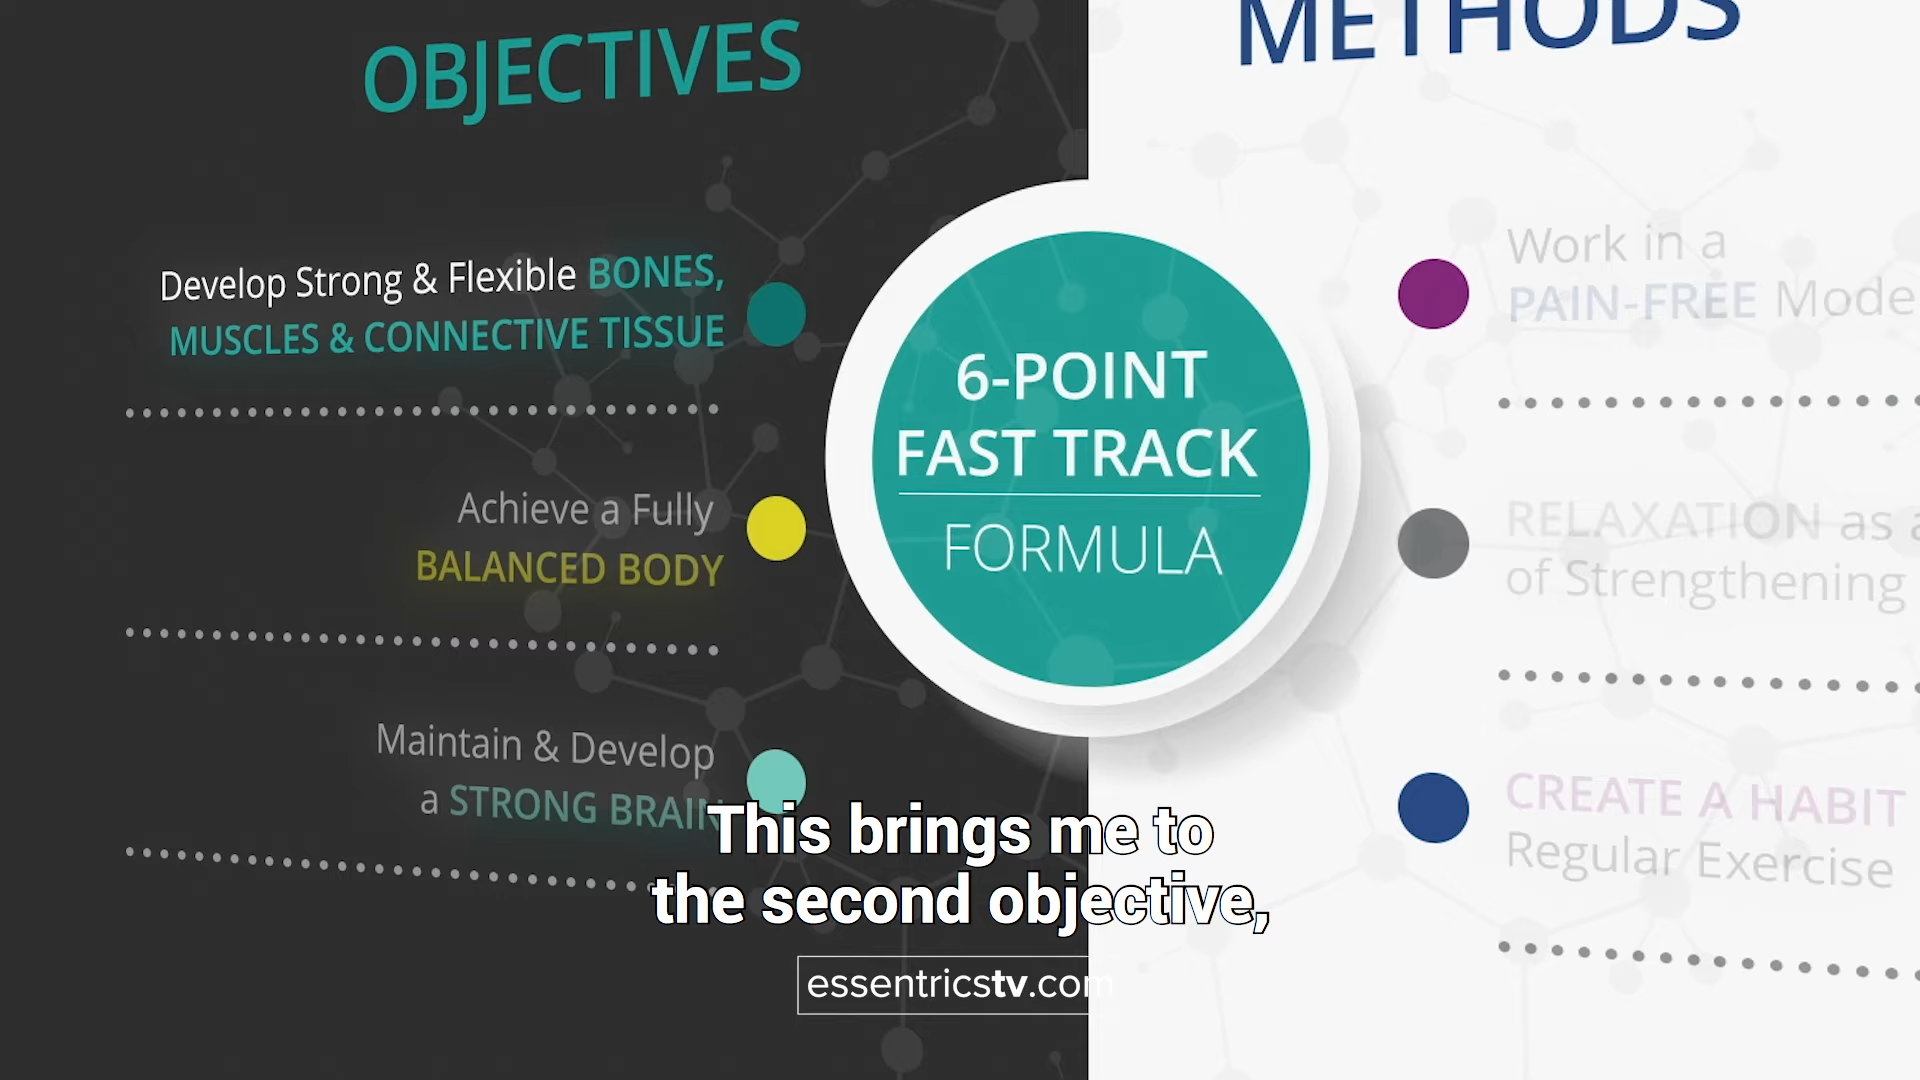 OBJECTIVES
Develop Strong & Flexible BONES,
MUSCLES & CONNECTIVE TISSUE
Achieve a Fully
BALANCED BODY
Maintain & Develop
a STRONG BRAIN
6-POINT
FAST TRACK
FORMULA
METHODS
Work in a
PAIN-FREE Mode
RELAXATION as a
of Strengthening
CREATE A HABIT
Regular Exercise
This brings me to
the second objective,
essentricstv.com